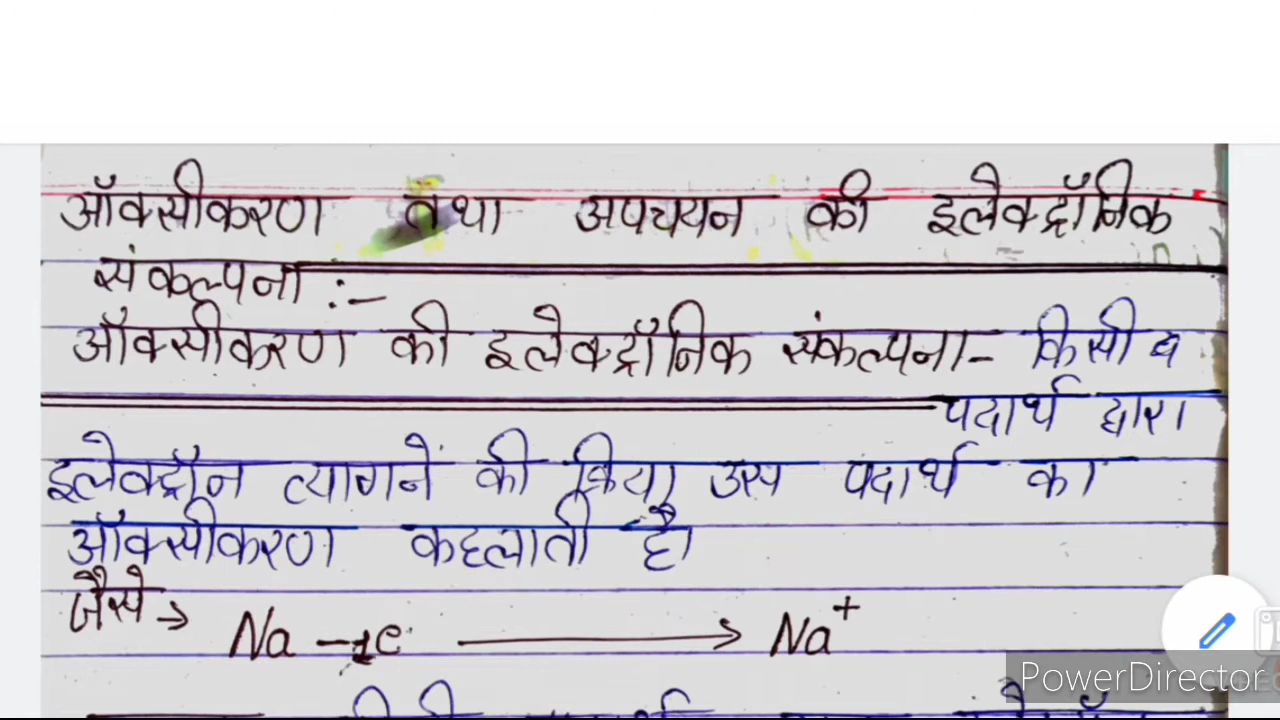 ऑक्सीकरण तथा अपचयन की इलेक्ट्रॉनिक
संकल्पना :-
ऑक्सीकरण की इलेक्ट्रॉनिक संकल्पना- किसी
पदार्थ द्वारा
इलेक्ट्रॉन त्यागनें की क्रिया उस पदार्थ का
ऑक्सीकरण कहलाती है।
जैसे →
Na -1e → Na⁺
PowerDirector